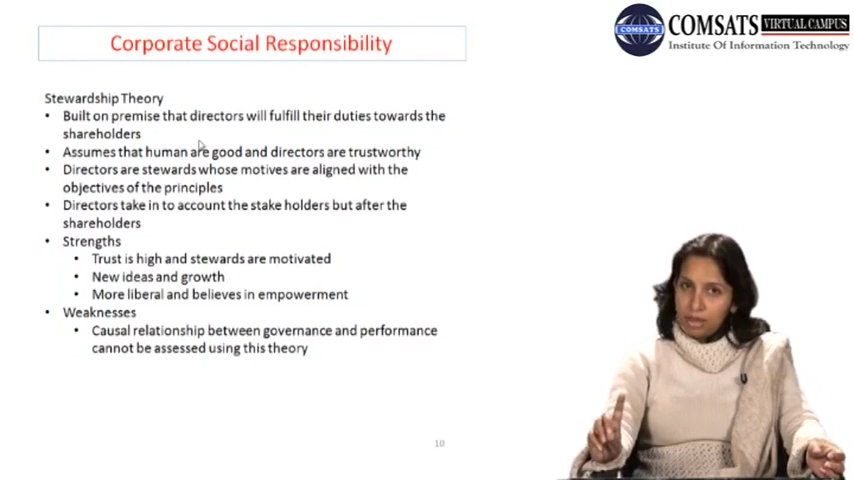 Corporate Social Responsibility
COMSATS
COMSATS VIRTUAL CAMPUS
Institute Of Information Technology
Stewardship Theory
• Built on premise that directors will fulfill their duties towards the
shareholders
• Assumes that human are good and directors are trustworthy
• Directors are stewards whose motives are aligned with the
objectives of the principles
• Directors take in to account the stake holders but after the
shareholders
• Strengths
• Trust is high and stewards are motivated
• New ideas and growth
• More liberal and believes in empowerment
• Weaknesses
• Causal relationship between governance and performance
cannot be assessed using this theory
10